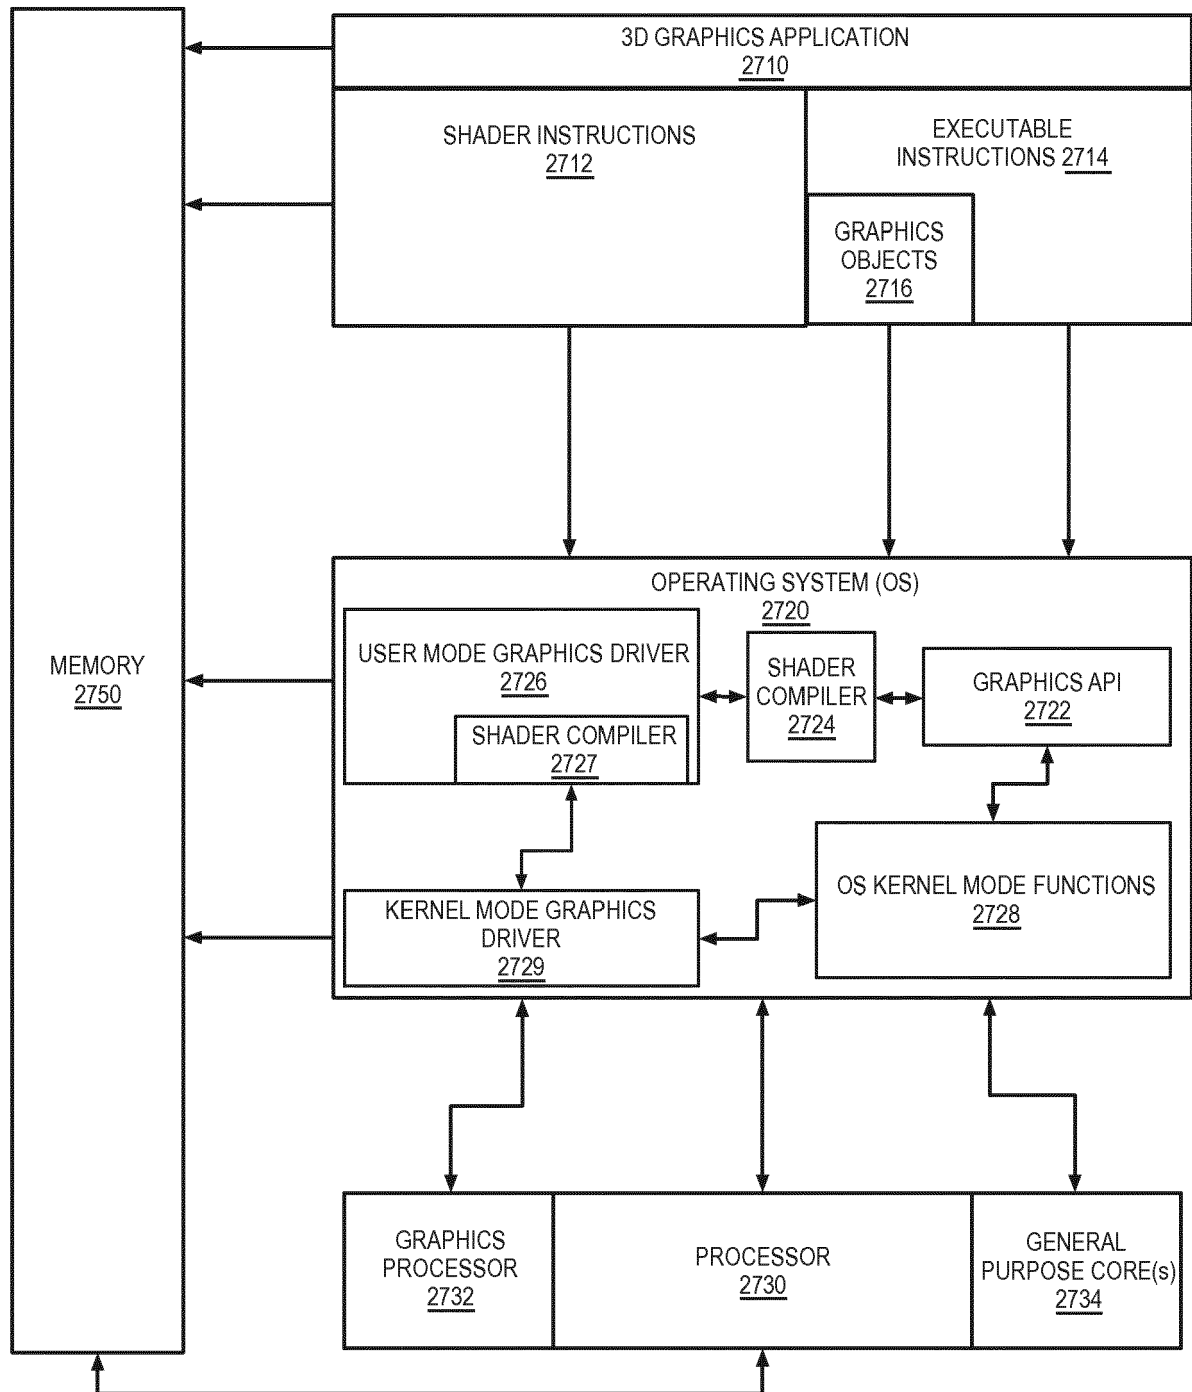 3D GRAPHICS APPLICATION
2710
SHADER INSTRUCTIONS
2712
EXECUTABLE
INSTRUCTIONS 2714
GRAPHICS
OBJECTS
2716
MEMORY
2750
OPERATING SYSTEM (OS)
2720
USER MODE GRAPHICS DRIVER
2726
SHADER COMPILER
2727
SHADER
COMPILER
2724
GRAPHICS API
2722
KERNEL MODE GRAPHICS
DRIVER
2729
OS KERNEL MODE FUNCTIONS
2728
GRAPHICS
PROCESSOR
2732
PROCESSOR
2730
GENERAL
PURPOSE CORE(s)
2734